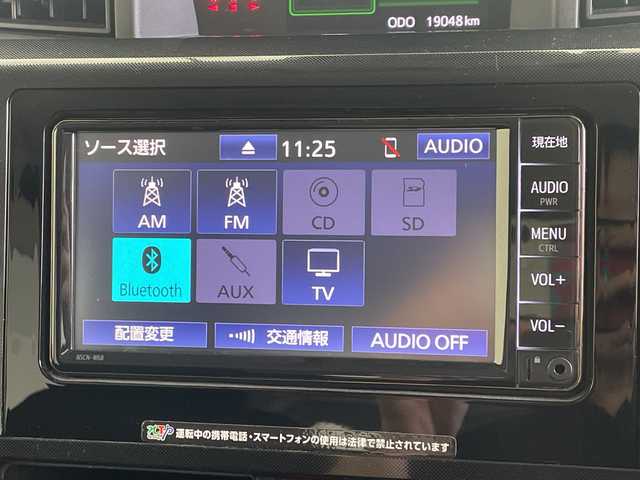 ODO 19048km
ソース選択 11:25 AUDIO
AM FM CD SD
Bluetooth AUX TV
配置変更 交通情報 AUDIO OFF
現在地
AUDIO
PWR
MENU
CTRL
VOL+
VOL-
NSCN-W68
運転中の携帯電話・スマートフォンの使用は法律で禁止されています